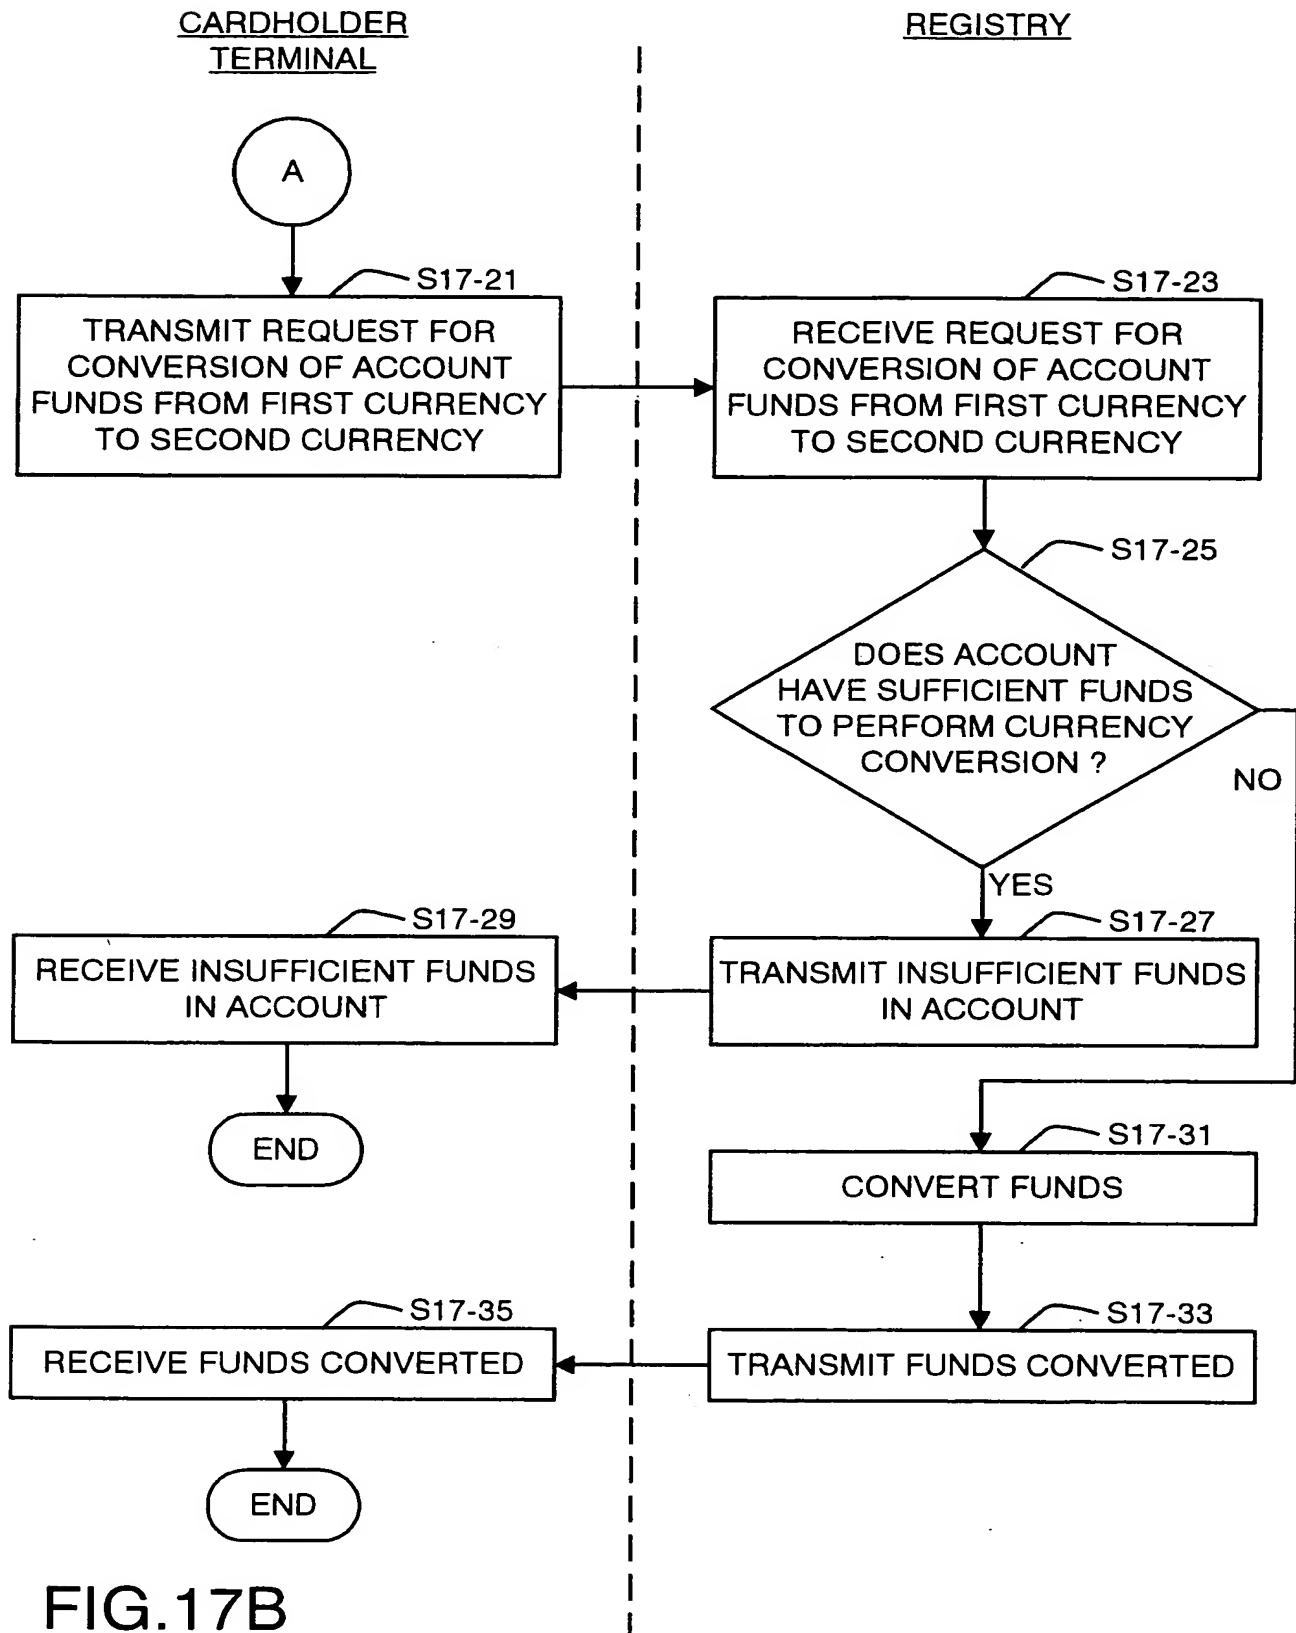 CARDHOLDER
TERMINAL
REGISTRY
A
S17-21
TRANSMIT REQUEST FOR
CONVERSION OF ACCOUNT
FUNDS FROM FIRST CURRENCY
TO SECOND CURRENCY
S17-23
RECEIVE REQUEST FOR
CONVERSION OF ACCOUNT
FUNDS FROM FIRST CURRENCY
TO SECOND CURRENCY
S17-25
DOES ACCOUNT
HAVE SUFFICIENT FUNDS
TO PERFORM CURRENCY
CONVERSION ?
NO
YES
S17-27
TRANSMIT INSUFFICIENT FUNDS
IN ACCOUNT
S17-29
RECEIVE INSUFFICIENT FUNDS
IN ACCOUNT
END
S17-31
CONVERT FUNDS
S17-33
TRANSMIT FUNDS CONVERTED
S17-35
RECEIVE FUNDS CONVERTED
END
FIG.17B